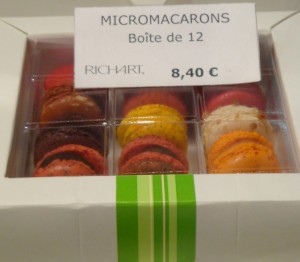 MICROMACARONS
Boîte de 12
RICHART
8,40 €